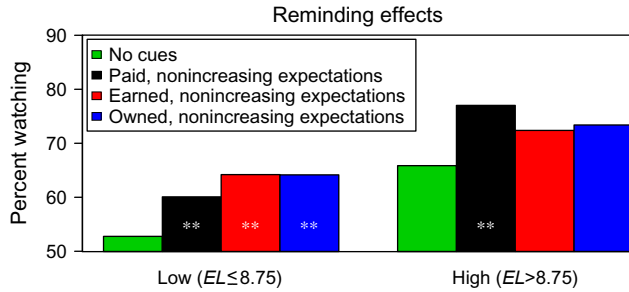 Reminding effects
Percent watching
90
80
70
60
50
No cues
Paid, nonincreasing expectations
Earned, nonincreasing expectations
Owned, nonincreasing expectations
** ** ** **
Low (EL≤8.75) High (EL>8.75)